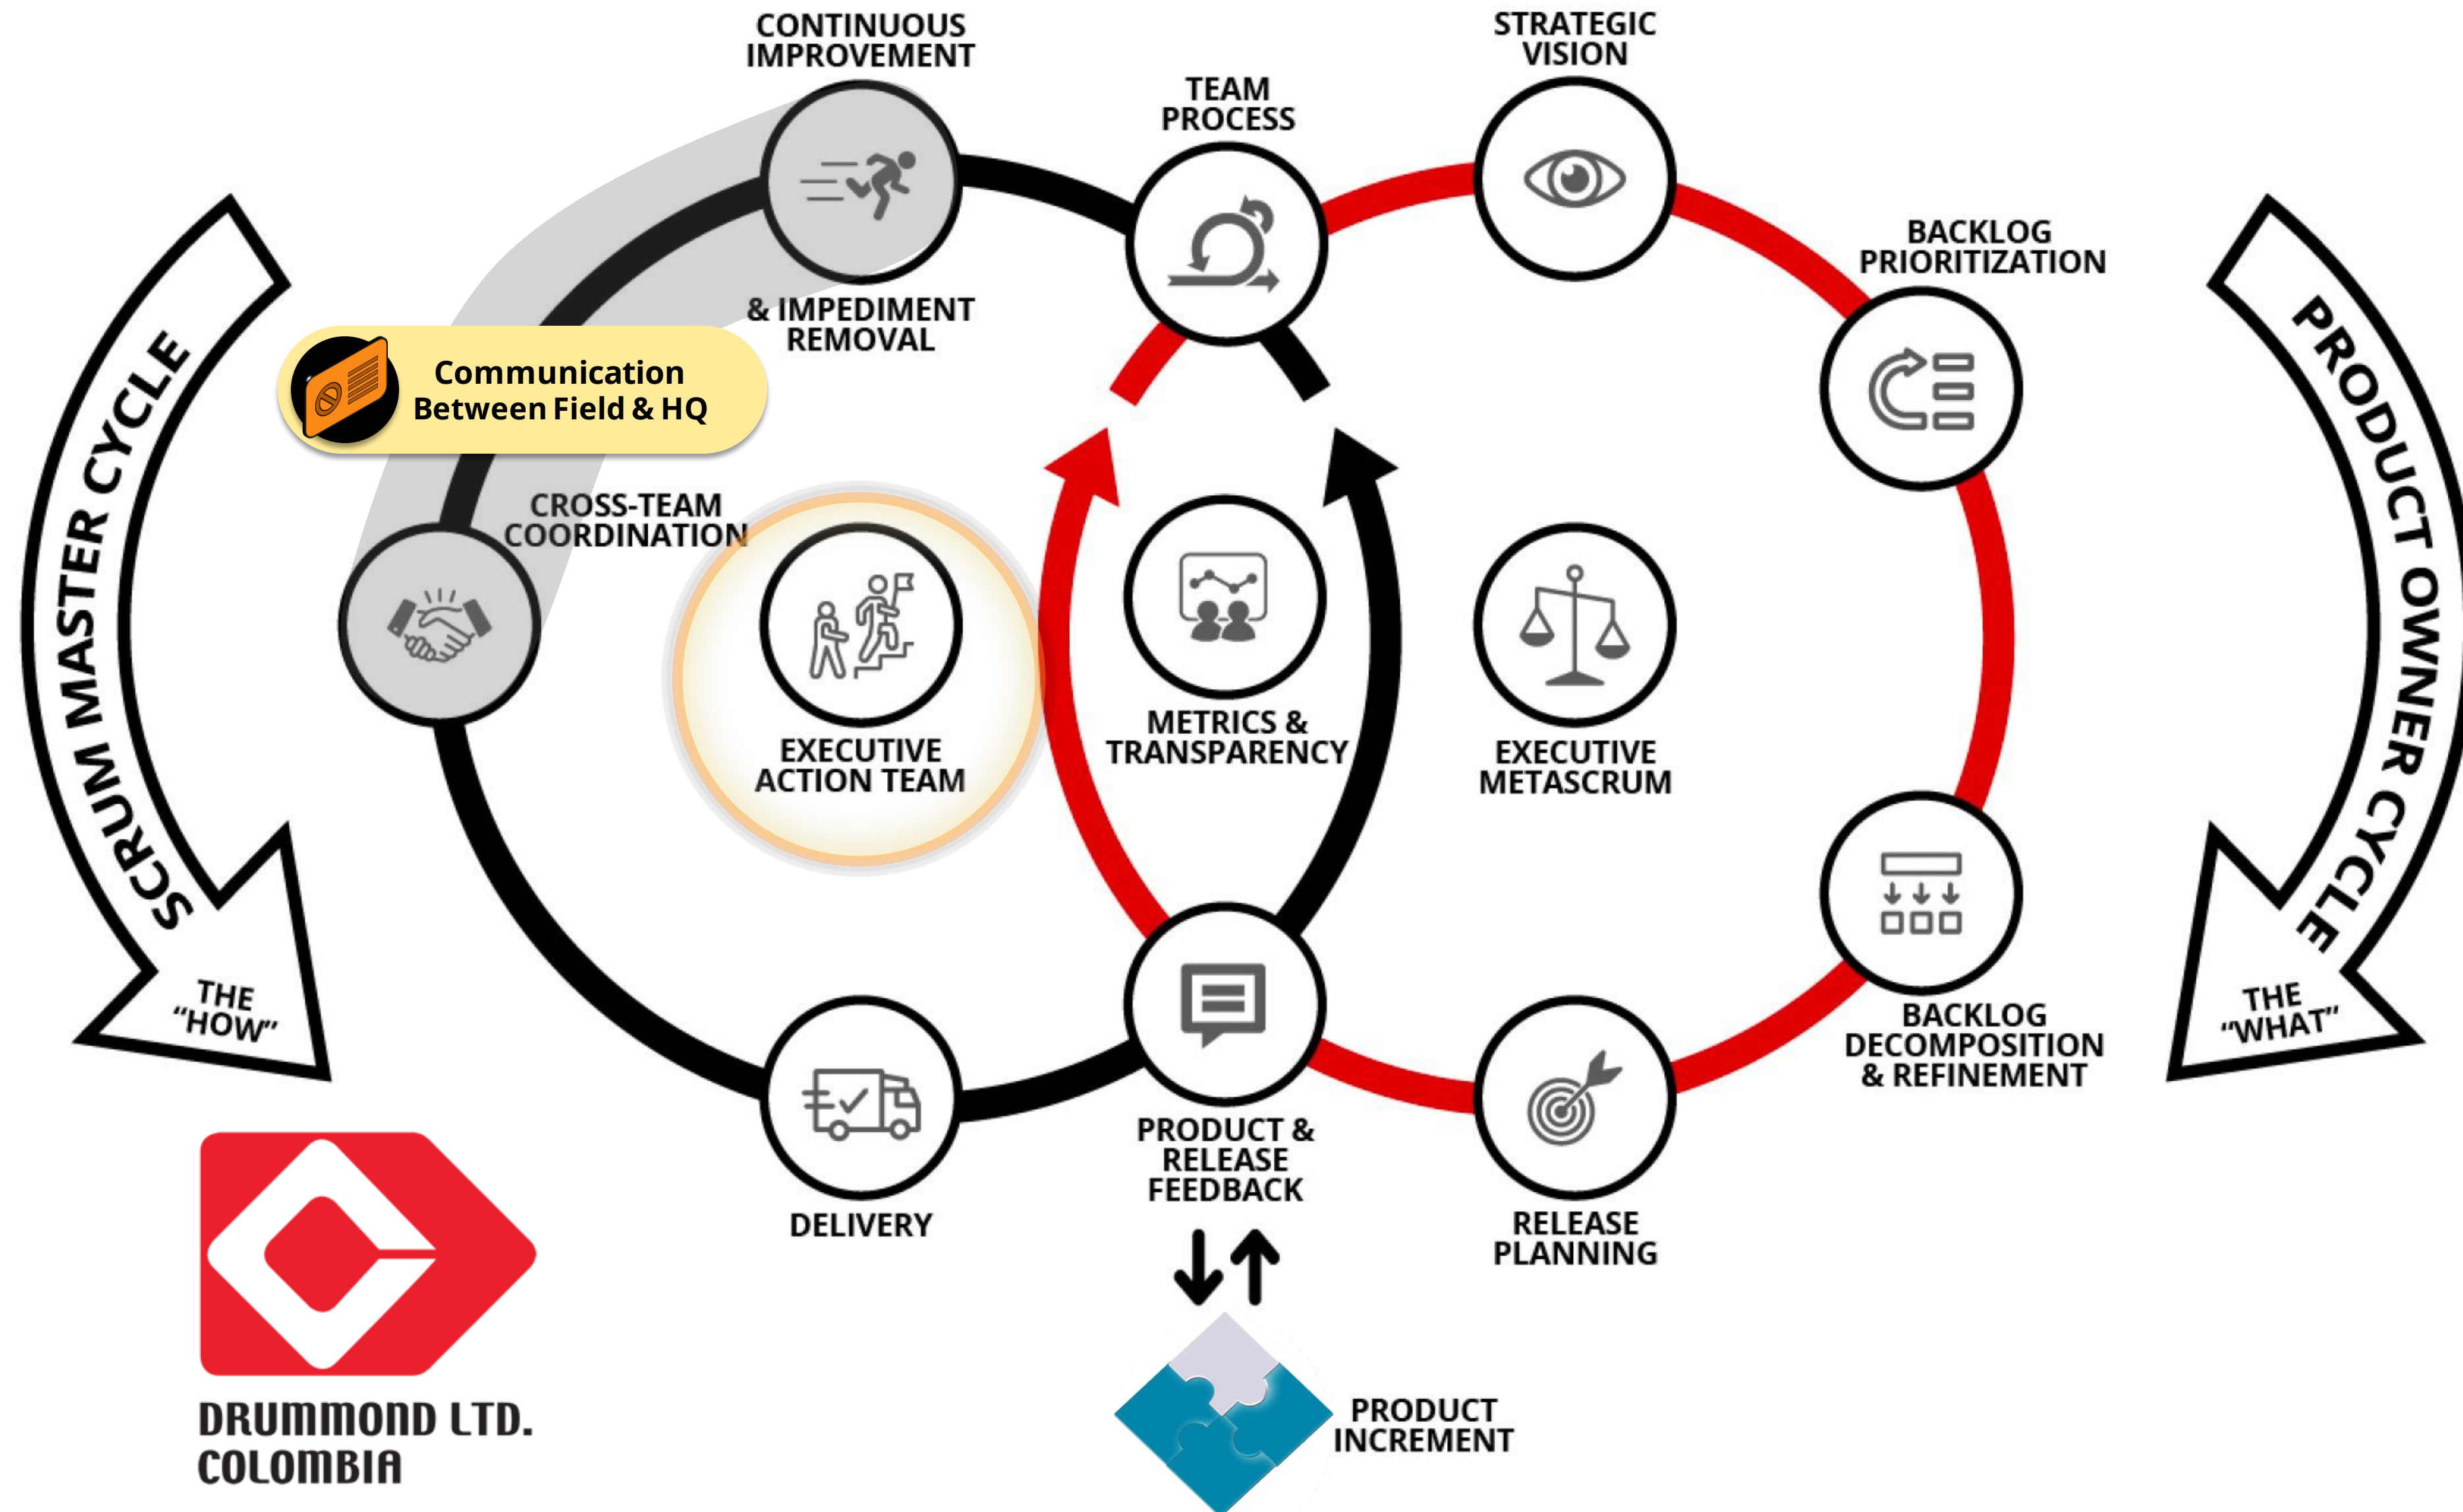 CONTINUOUS
IMPROVEMENT
& IMPEDIMENT
REMOVAL
TEAM
PROCESS
STRATEGIC
VISION
BACKLOG
PRIORITIZATION
Communication
Between Field & HQ
CROSS-TEAM
COORDINATION
EXECUTIVE
ACTION TEAM
METRICS &
TRANSPARENCY
EXECUTIVE
METASCRUM
SCRUM MASTER CYCLE
THE
“HOW”
PRODUCT OWNER CYCLE
THE
“WHAT”
BACKLOG
DECOMPOSITION
& REFINEMENT
DELIVERY
PRODUCT &
RELEASE
FEEDBACK
RELEASE
PLANNING
PRODUCT
INCREMENT
DRUMMOND LTD.
COLOMBIA